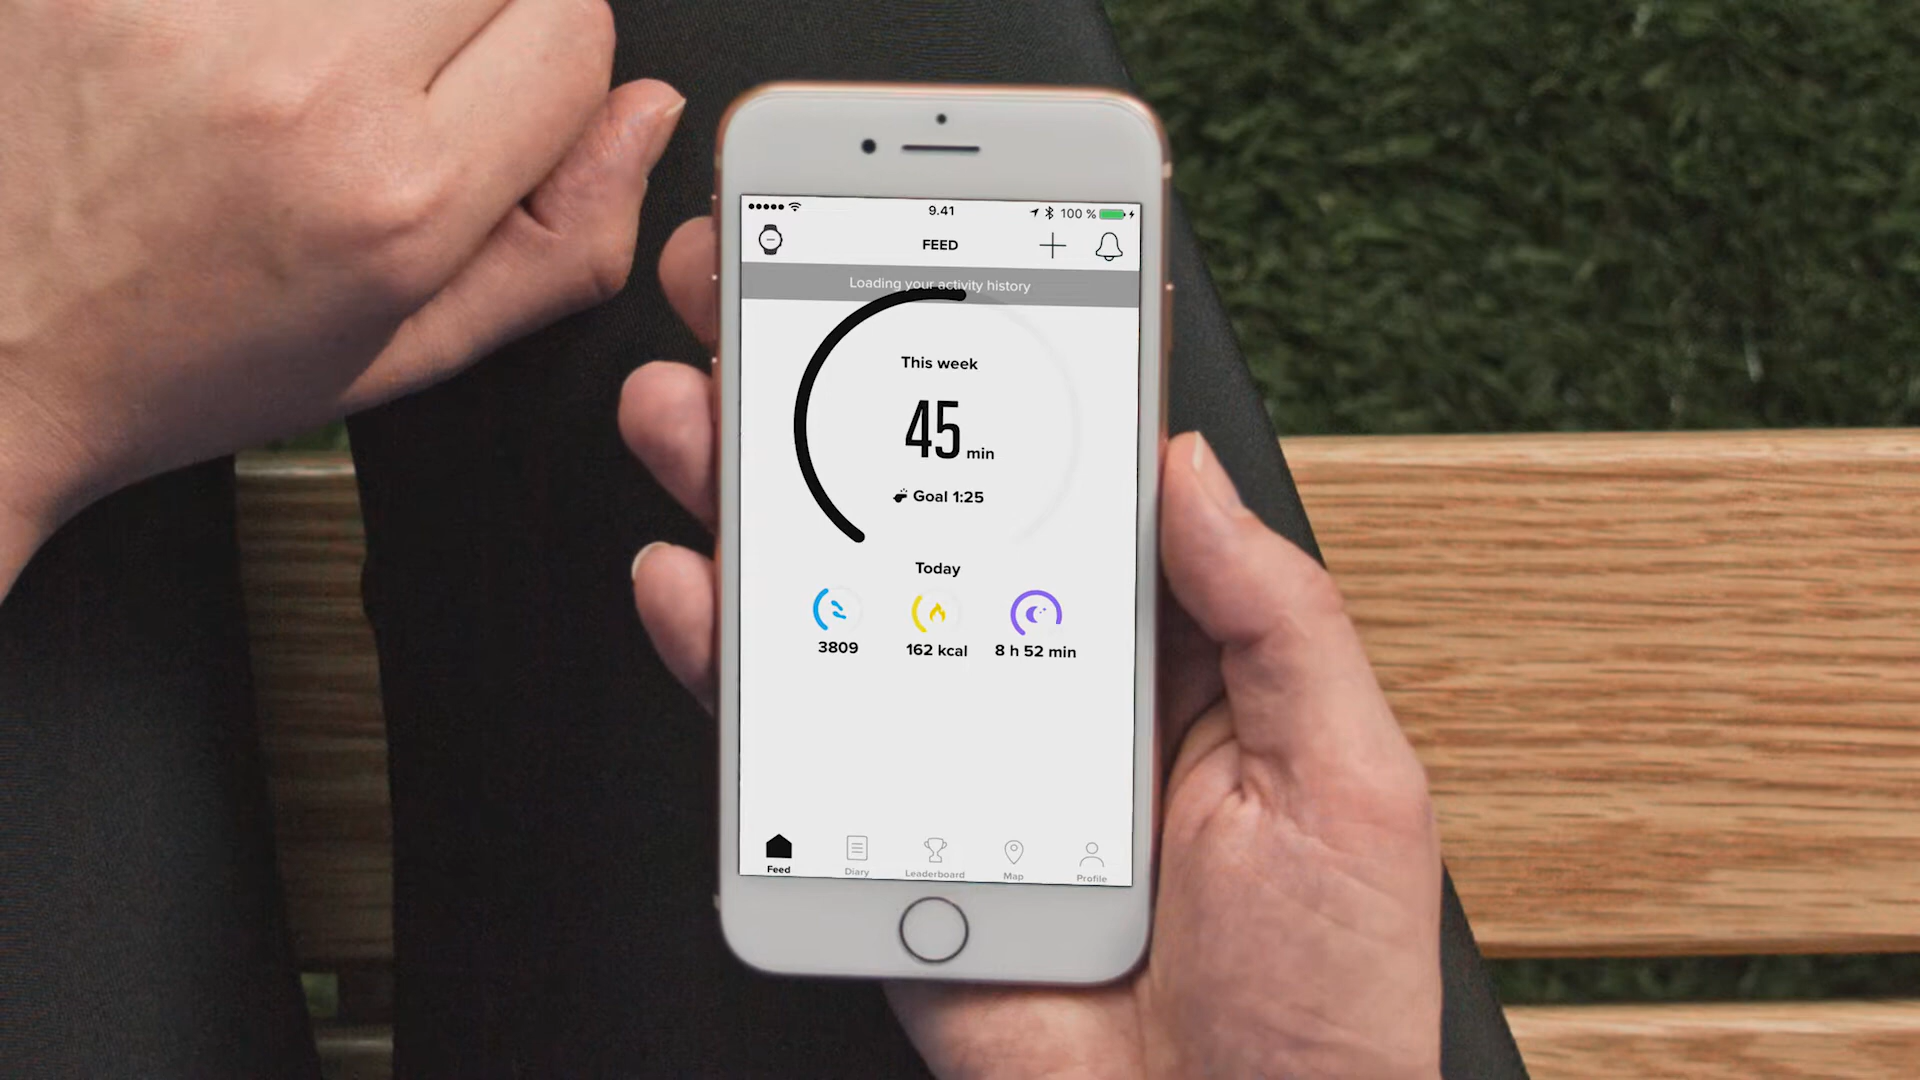 9.41
100 %
FEED
Loading your activity history
This week
45 min
Goal 1:25
Today
3809
162 kcal
8 h 52 min
Feed
Diary
Leaderboard
Map
Profile